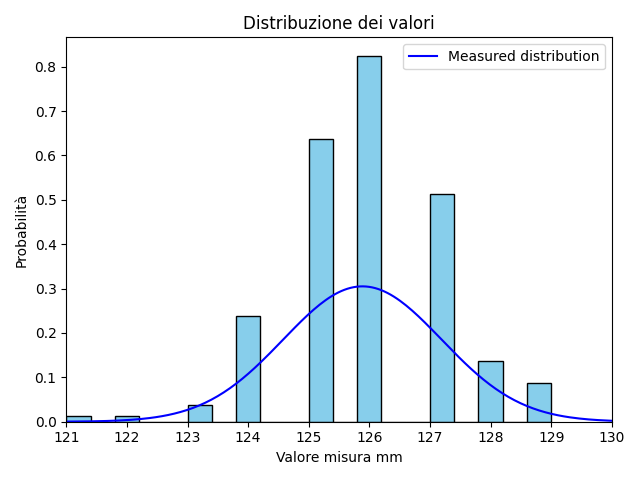 Distribuzione dei valori
Measured distribution
Probabilità
0.8
0.7
0.6
0.5
0.4
0.3
0.2
0.1
0.0
121 122 123 124 125 126 127 128 129 130
Valore misura mm